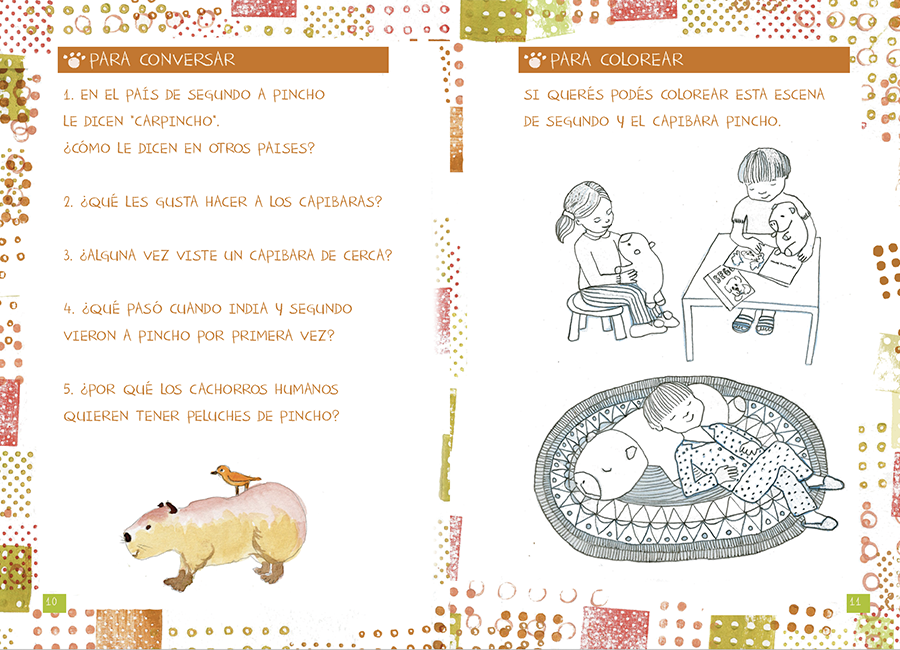 PARA CONVERSAR
1. EN EL PAÍS DE SEGUNDO A PINCHO
LE DICEN "CARPINCHO".
¿CÓMO LE DICEN EN OTROS PAISES?
2. ¿QUÉ LES GUSTA HACER A LOS CAPIBARAS?
3. ¿ALGUNA VEZ VISTE UN CAPIBARA DE CERCA?
4. ¿QUÉ PASÓ CUANDO INDIA Y SEGUNDO
VIERON A PINCHO POR PRIMERA VEZ?
5. ¿POR QUÉ LOS CACHORROS HUMANOS
QUIEREN TENER PELUCHES DE PINCHO?
10
PARA COLOREAR
SI QUERÉS PODÉS COLOREAR ESTA ESCENA
DE SEGUNDO Y EL CAPIBARA PINCHO.
11